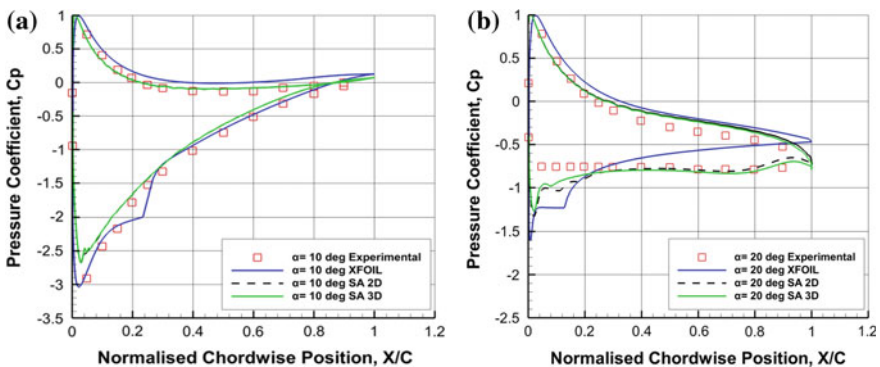 (a)
Pressure Coefficient, Cp
1
0.5
0
-0.5
-1
-1.5
-2
-2.5
-3
-3.5
α= 10 deg Experimental
α= 10 deg XFOIL
α= 10 deg SA 2D
α= 10 deg SA 3D
0 0.2 0.4 0.6 0.8 1 1.2
Normalised Chordwise Position, X/C
(b)
Pressure Coefficient, Cp
1
0.5
0
-0.5
-1
-1.5
-2
-2.5
α= 20 deg Experimental
α= 20 deg XFOIL
α= 20 deg SA 2D
α= 20 deg SA 3D
0 0.2 0.4 0.6 0.8 1 1.2
Normalised Chordwise Position, X/C